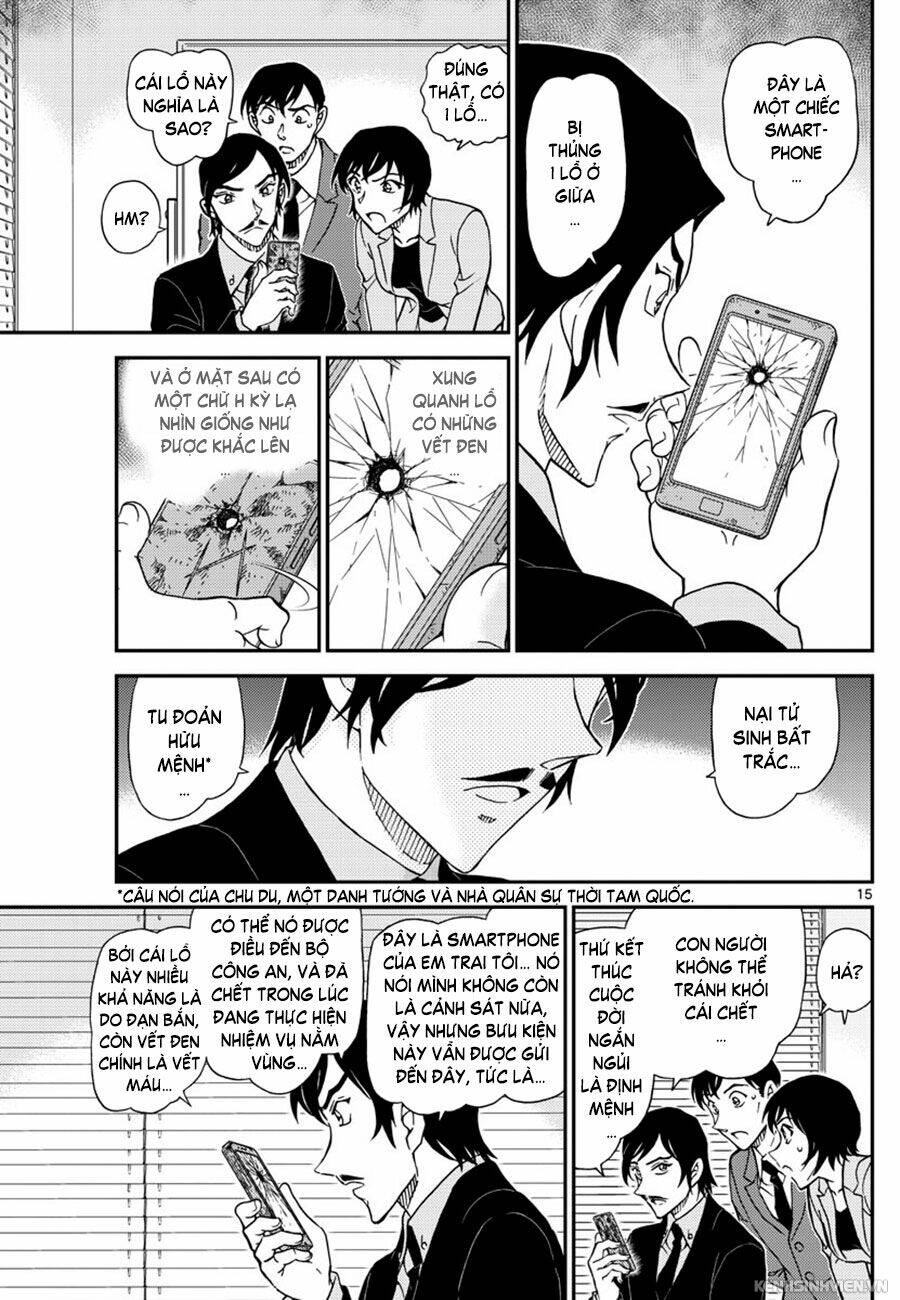 ĐÂY LÀ
MỘT CHIẾC
SMART-
PHONE
...
BỊ
THỦNG
1 LỖ Ở
GIỮA
...
ĐÚNG
THẬT, CÓ
1 LỖ...
CÁI LỖ NÀY
NGHĨA LÀ
SAO?
HM?
XUNG
QUANH LỖ
CÓ NHỮNG
VẾT ĐEN
...
VÀ Ở MẶT SAU CÓ
MỘT CHỮ H KỲ LẠ
NHÌN GIỐNG NHƯ
ĐƯỢC KHẮC LÊN
...
NẠI TỬ
SINH BẤT
TRẮC...
TU ĐOẢN
HỮU
MỆNH*
...
*CÂU NÓI CỦA CHU DU, MỘT DANH TƯỚNG VÀ NHÀ QUÂN SỰ THỜI TAM QUỐC.
15
HẢ?
CON NGƯỜI
KHÔNG THỂ
TRÁNH KHỎI
CÁI CHẾT
...
THỨ KẾT
THÚC
CUỘC
ĐỜI
NGẮN
NGỦI
LÀ ĐỊNH
MỆNH
...
ĐÂY LÀ SMARTPHONE
CỦA EM TRAI TÔI... NÓ
NÓI MÌNH KHÔNG CÒN
LÀ CẢNH SÁT NỮA,
VẬY NHƯNG BƯU KIỆN
NÀY VẪN ĐƯỢC GỬI
ĐẾN ĐÂY, TỨC LÀ...
CÓ THỂ NÓ ĐƯỢC
ĐIỀU ĐẾN BỘ
CÔNG AN, VÀ ĐÃ
CHẾT TRONG LÚC
ĐANG THỰC HIỆN
NHIỆM VỤ NẰM
VÙNG...
BỞI CÁI LỖ
NÀY NHIỀU
KHẢ NĂNG LÀ
DO ĐẠN BẮN,
CÒN VẾT ĐEN
CHÍNH LÀ VẾT
MÁU...
KENHSINHVIEN.VN